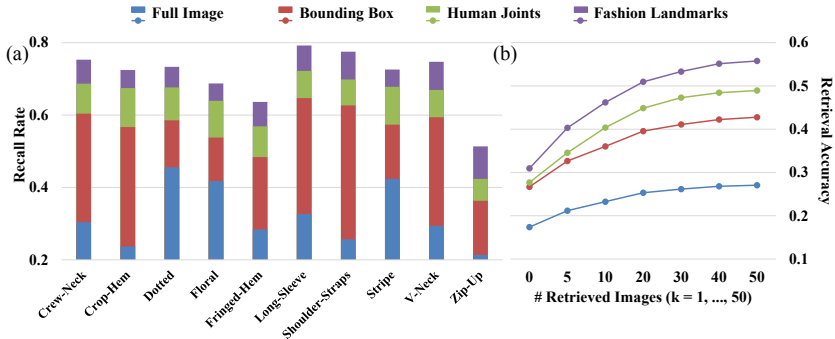 Full Image Bounding Box Human Joints Fashion Landmarks
(a)
Recall Rate
0.8
0.6
0.4
0.2
Crew-Neck
Crop-Hem
Dotted
Floral
Fringed-Hem
Long-Sleeve
Shoulder-Straps
Stripe
V-Neck
Zip-Up
(b)
0.6
0.5
0.4
0.3
0.2
0.1
Retrieval Accuracy
0 5 10 20 30 40 50
# Retrieved Images (k = 1, ..., 50)